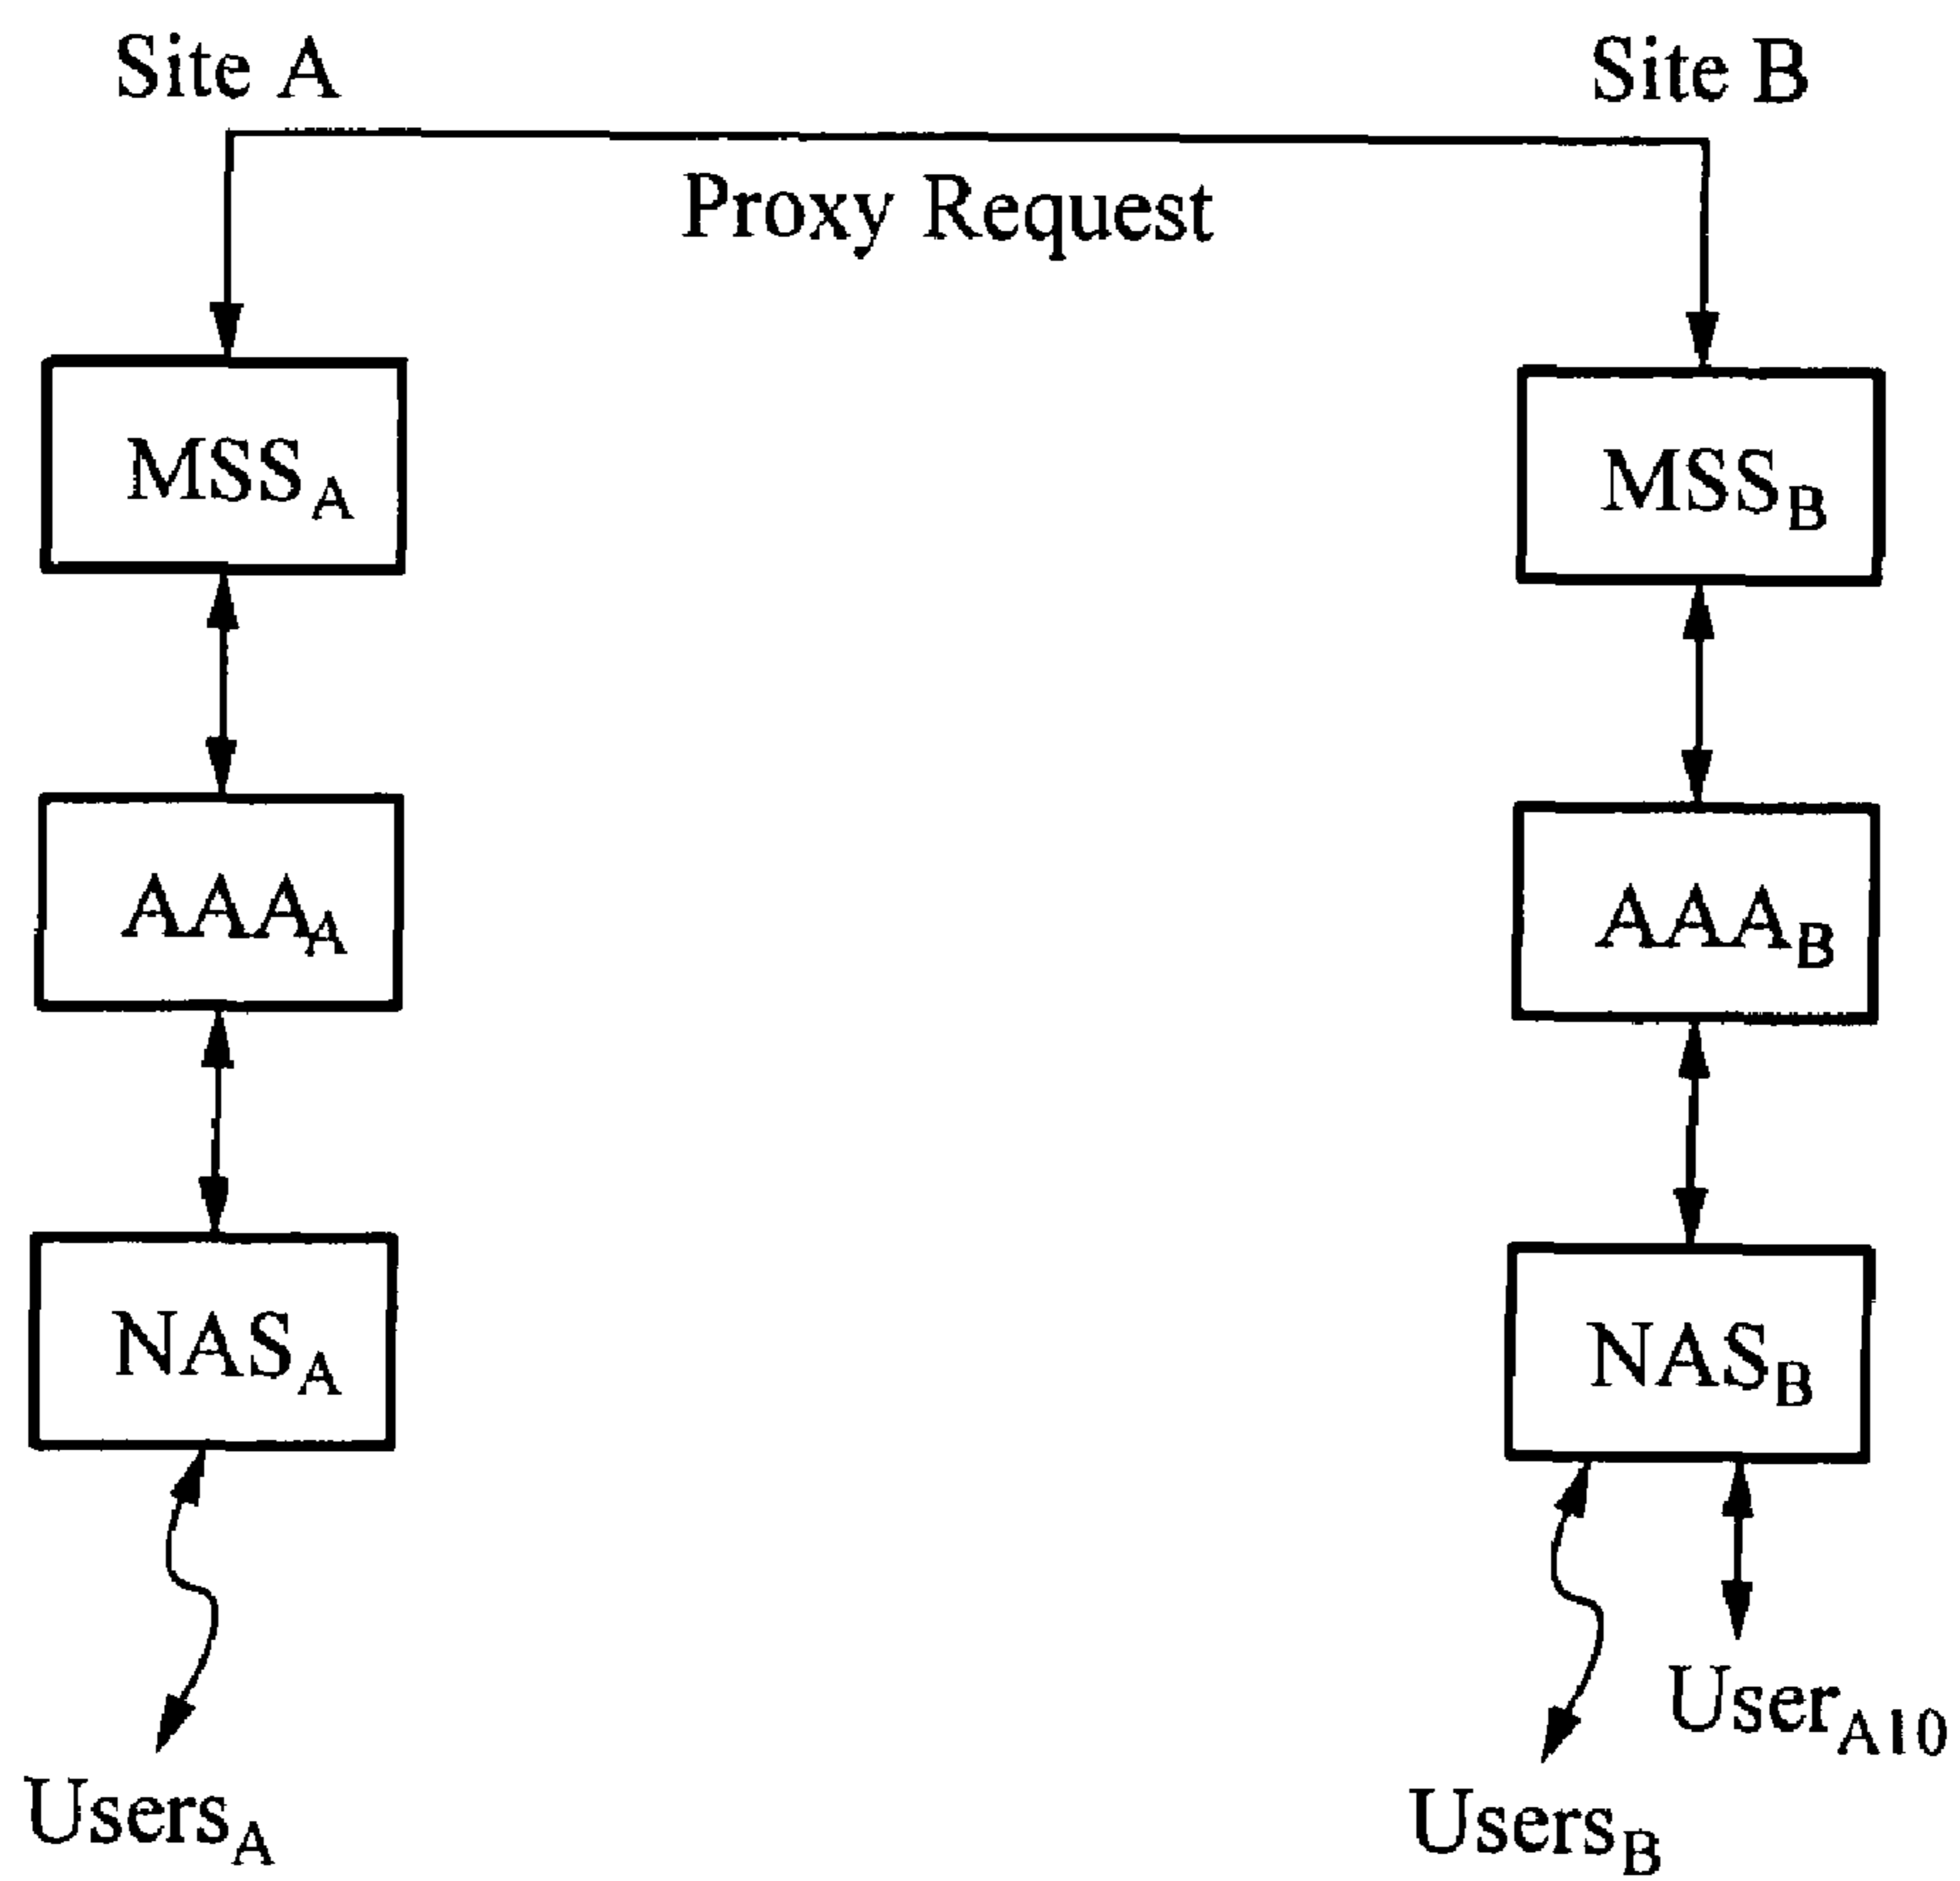 Site A
Site B
Proxy Request
MSSA
MSSB
AAAA
AAAB
NASA
NASB
UserA10
UsersA
UsersB